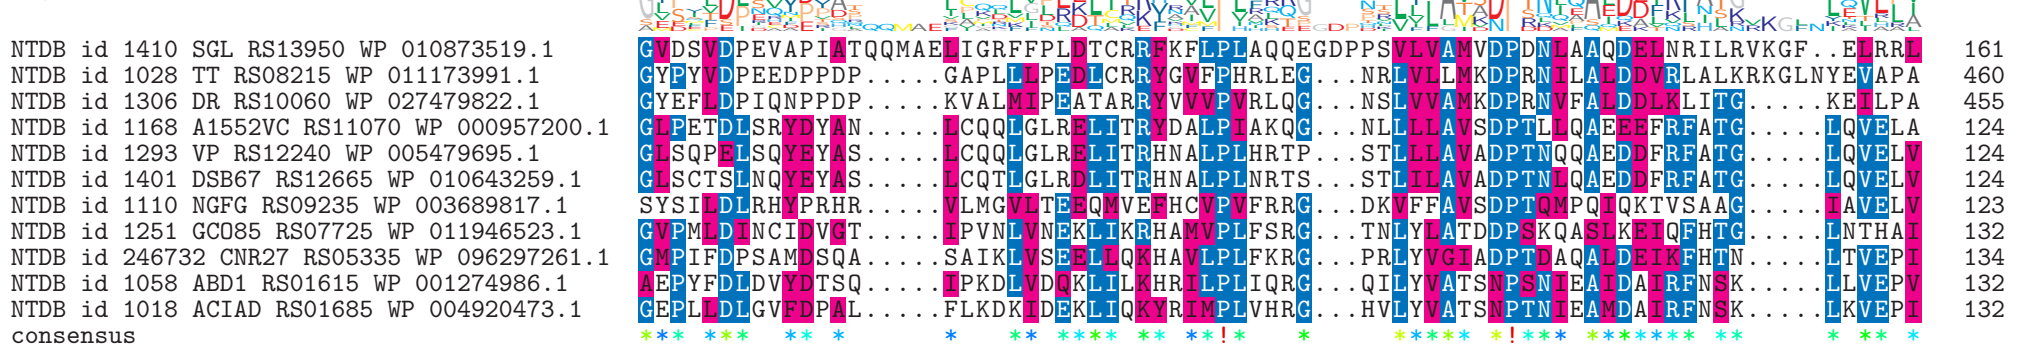 NTDB id 1410 SGL RS13950 WP 010873519.1 GVDSVDPEVAPIATQQMAELIGRFFPLDTCRRFKFLPLAQQEGDPPSVLVAMVDPDNLAAQDELNRILRVKGF..ELRRL 161
NTDB id 1028 TT RS08215 WP 011173991.1 GYPYVDPEEDPPDP.....GAPLLLPEDLCRRYGVFPHRLEG...NRLVLLMKDPRNILALDDVRLALKRKGLNYEVAPA 460
NTDB id 1306 DR RS10060 WP 027479822.1 GYEFLDPIQNPPDP.....KVALMIPEATARRYVVVPVRLQG...NSLVVAMKDPRNVFALDDLKLITG.....KEILPA 455
NTDB id 1168 A1552VC RS11070 WP 000957200.1 GLPETDLSRYDYAN.....LCQQLGLRELITRYDALPIAKQG...NLLLLAVSDPTLLQAEEEFRFATG.....LQVELA 124
NTDB id 1293 VP RS12240 WP 005479695.1 GLSQPELSQYEYAS.....LCQQLGLRELITRHNALPLHRTP...STLLLAVADPTNQQAEDDFRFATG.....LQVELV 124
NTDB id 1401 DSB67 RS12665 WP 010643259.1 GLSCTSLNQYEYAS.....LCQTLGLRDLITRHNALPLNRTS...STLILAVADPTNLQAEDDFRFATG.....LQVELV 124
NTDB id 1110 NGFG RS09235 WP 003689817.1 SYSILDLRHYPRHR.....VLMGVLTEEQMVEFHCVPVFRRG...DKVFFAVSDPTQMPQIQKTVSAAG.....IAVELV 123
NTDB id 1251 GCO85 RS07725 WP 011946523.1 GVPMLDINCIDVGT.....IPVNLVNEKLIKRHAMVPLFSRG...TNLYLATDDPSKQASLKEIQFHTG.....LNTHAI 132
NTDB id 246732 CNR27 RS05335 WP 096297261.1 GMPIFDPSAMDSQA.....SAIKLVSEELLQKHAVLPLFKRG...PRLYVGIADPTDAQALDEIKFHTN.....LTVEPI 134
NTDB id 1058 ABD1 RS01615 WP 001274986.1 AEPYFDLDVYDTSQ.....IPKDLVDQKLILKHRILPLIQRG...QILYVATSNPSNIEAIDAIRFNSK.....LLVEPV 132
NTDB id 1018 ACIAD RS01685 WP 004920473.1 GEPLLDLGVFDPAL.....FLKDKIDEKLIQKYRIMPLVHRG...HVLYVATSNPTNIEAMDAIRFNSK.....LKVEPI 132
consensus *** *** ** * * ** **** ** **!* * ***** *!*** ******* ** * ** *